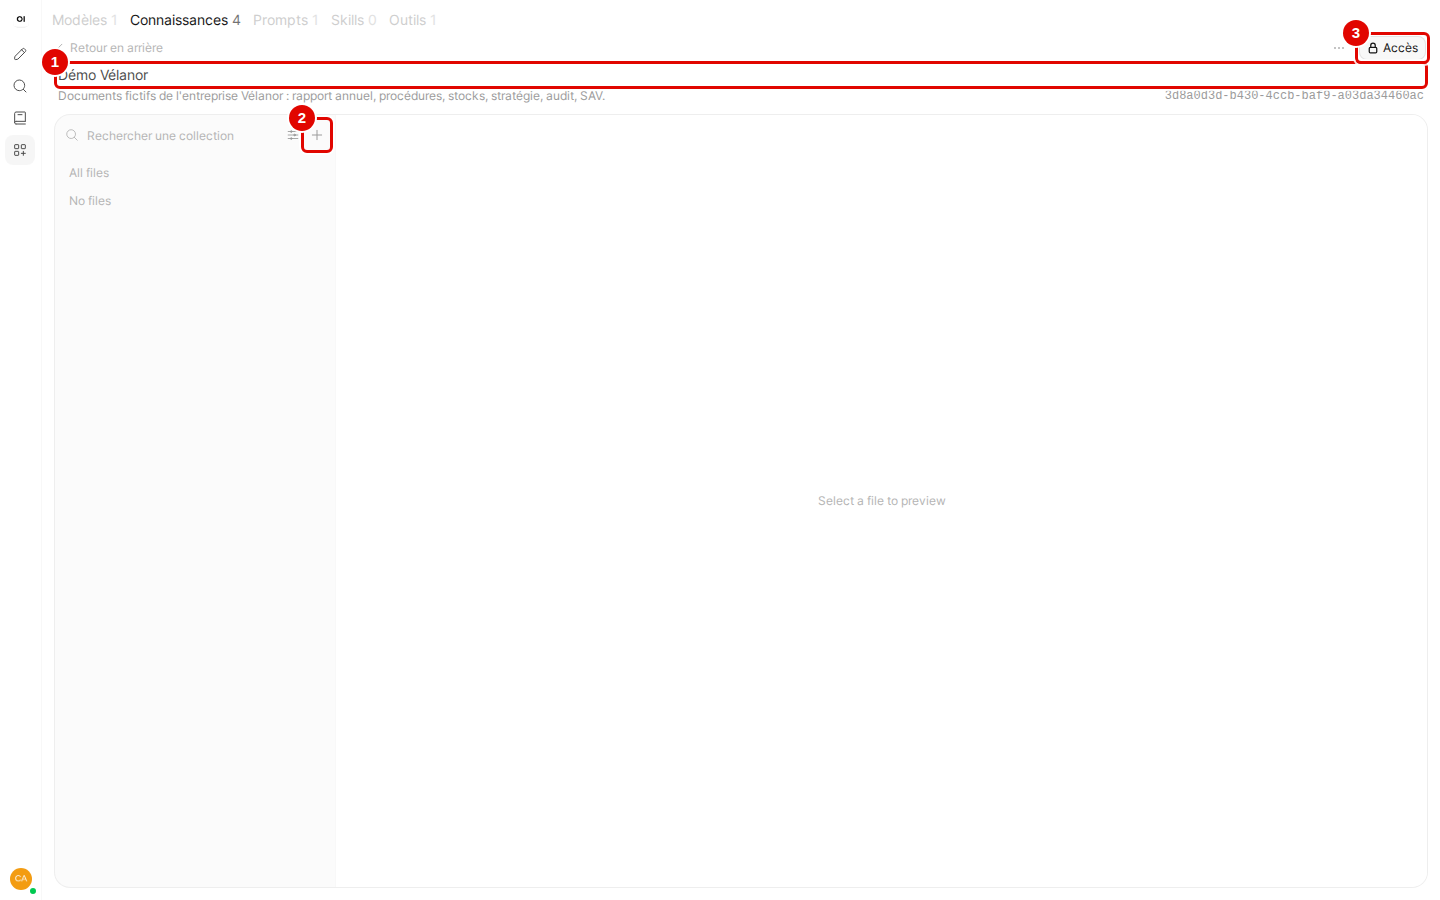 OI
Modèles 1 Connaissances 4 Prompts 1 Skills 0 Outils 1
Retour en arrière
3
Accès
1
Démo Vélanor
Documents fictifs de l'entreprise Vélanor : rapport annuel, procédures, stocks, stratégie, audit, SAV.
3d8a0d3d-b430-4ccb-baf9-a03da34460ac
2
Rechercher une collection
All files
No files
Select a file to preview
CA